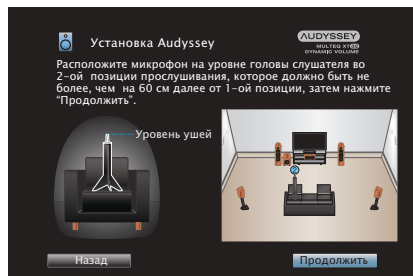 Установка Audyssey
AUDYSSEY
MULTEQ XT32
DYNAMIC VOLUME
Расположите микрофон на уровне головы слушателя во
2-ой позиции прослушивания, которое должно быть не
более, чем на 60 см далее от 1-ой позиции, затем нажмите
"Продолжить".
Уровень ушей
2
Назад
Продолжить